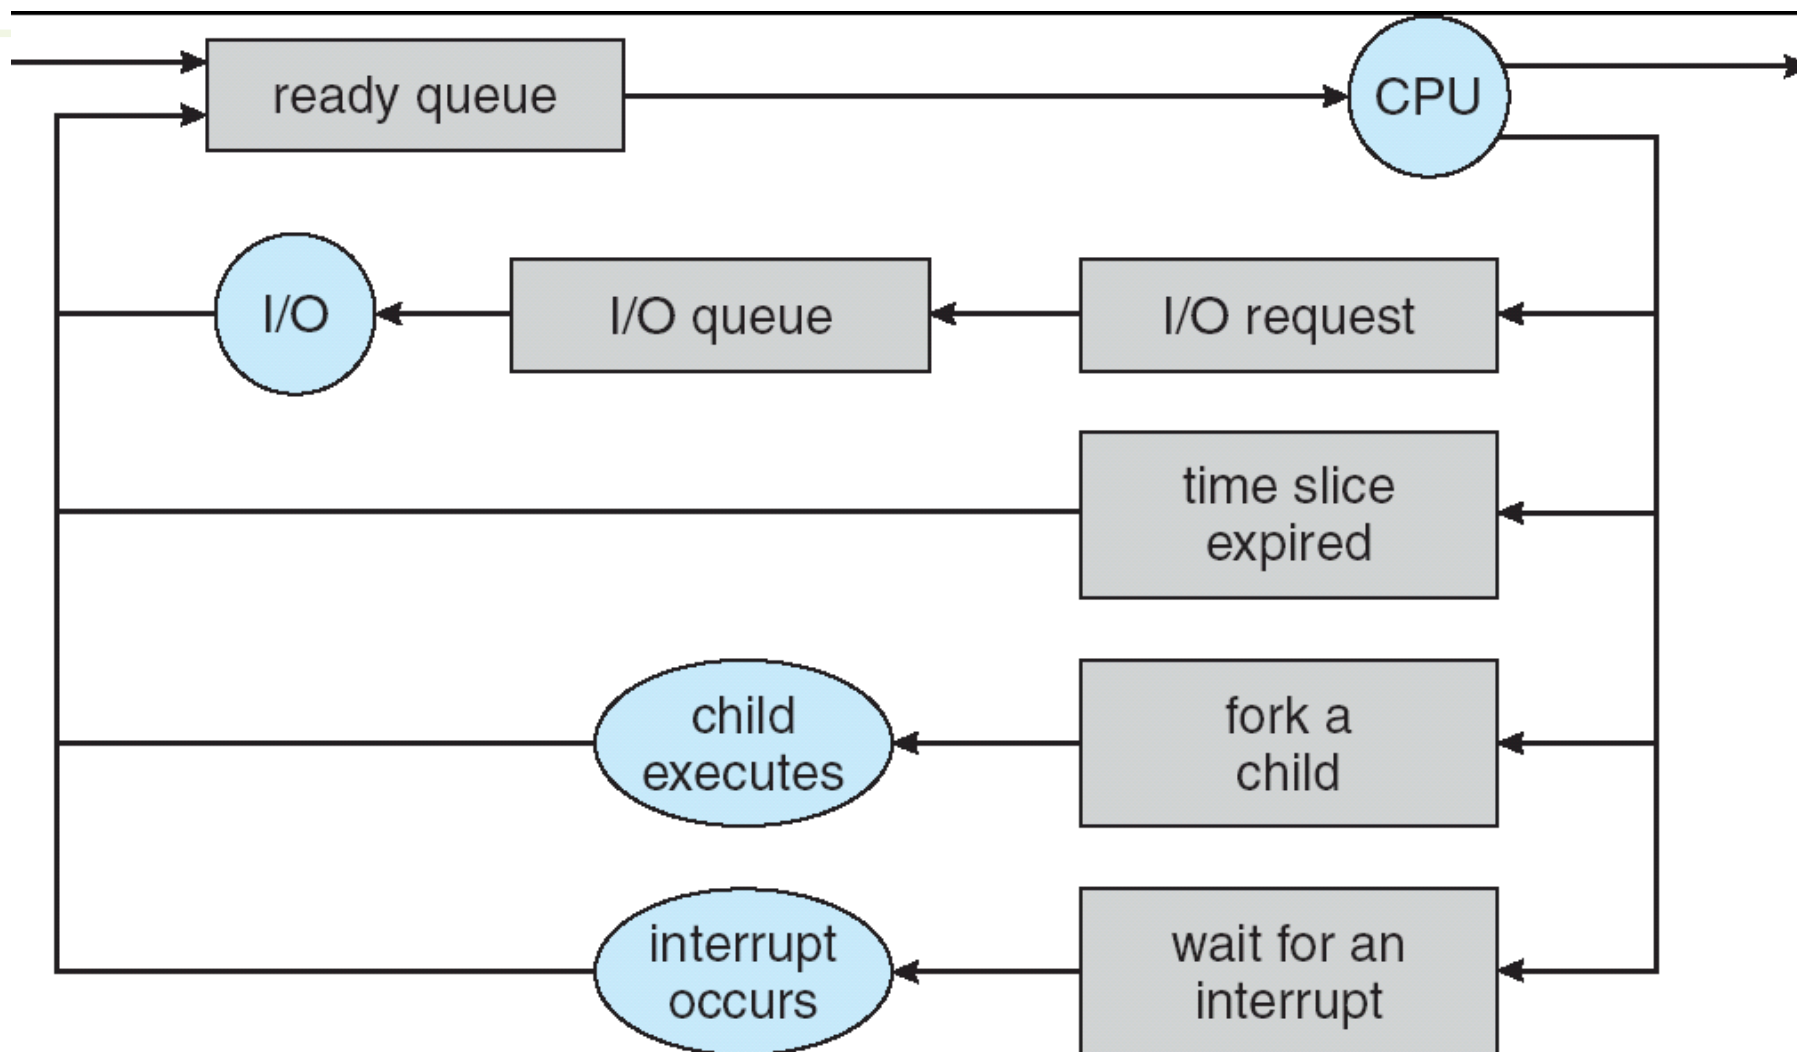 ready queue
CPU
I/O
I/O queue
I/O request
time slice
expired
child
executes
fork a
child
interrupt
occurs
wait for an
interrupt